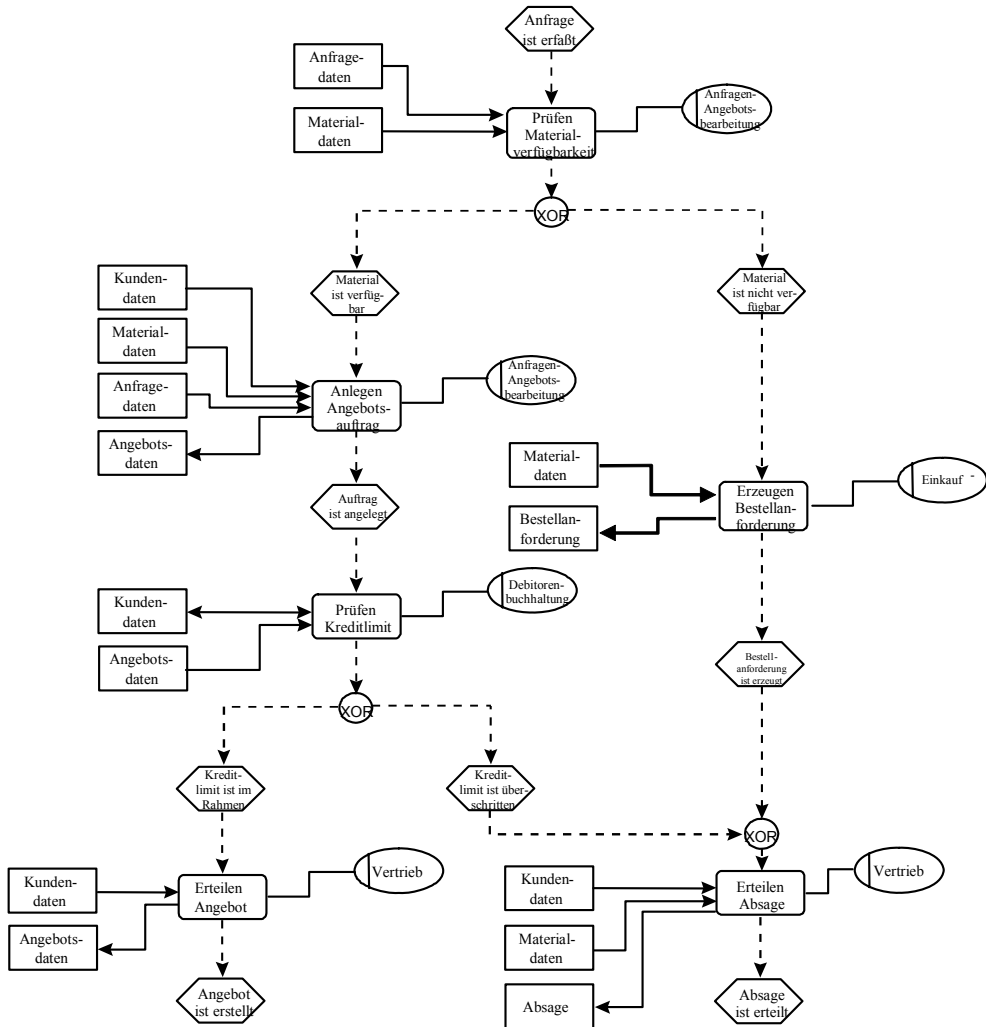 Anfrage
ist erfaßt
Anfrage-
daten
Material-
daten
Prüfen
Material-
verfügbarkeit
Anfragen-
Angebots-
bearbeitung
XOR
Material
ist verfüg-
bar
Material
ist nicht ver-
fügbar
Kunden-
daten
Material-
daten
Anfrage-
daten
Angebots-
daten
Anlegen
Angebots-
auftrag
Anfragen-
Angebots-
bearbeitung
Auftrag
ist angelegt
Material-
daten
Bestellan-
forderung
Erzeugen
Bestellan-
forderung
Einkauf -
Kunden-
daten
Angebots-
daten
Prüfen
Kreditlimit
Debitoren-
buchhaltung
Bestell-
anforderung
ist erzeugt
XOR
Kredit-
limit ist im
Rahmen
Kredit-
limit ist über-
schritten
XOR
Kunden-
daten
Angebots-
daten
Erteilen
Angebot
Vertrieb
Kunden-
daten
Material-
daten
Absage
Erteilen
Absage
Vertrieb
Angebot
ist erstellt
Absage
ist erteilt